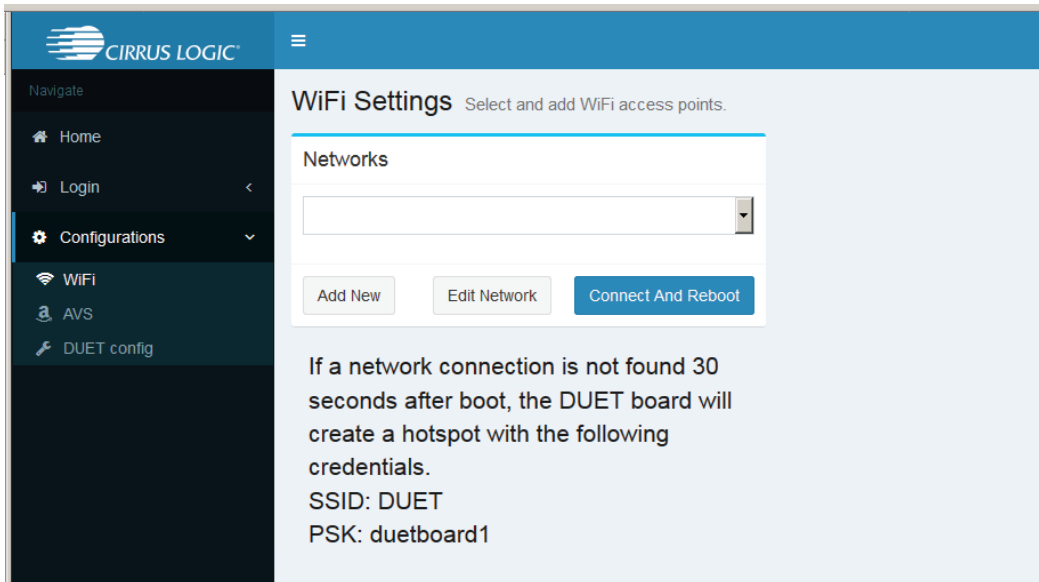 CIRRUS LOGIC®
Navigate
Home
Login
Configurations
WiFi
AVS
DUET config
WiFi Settings Select and add WiFi access points.
Networks
Add New Edit Network Connect And Reboot
If a network connection is not found 30
seconds after boot, the DUET board will
create a hotspot with the following
credentials.
SSID: DUET
PSK: duetboard1